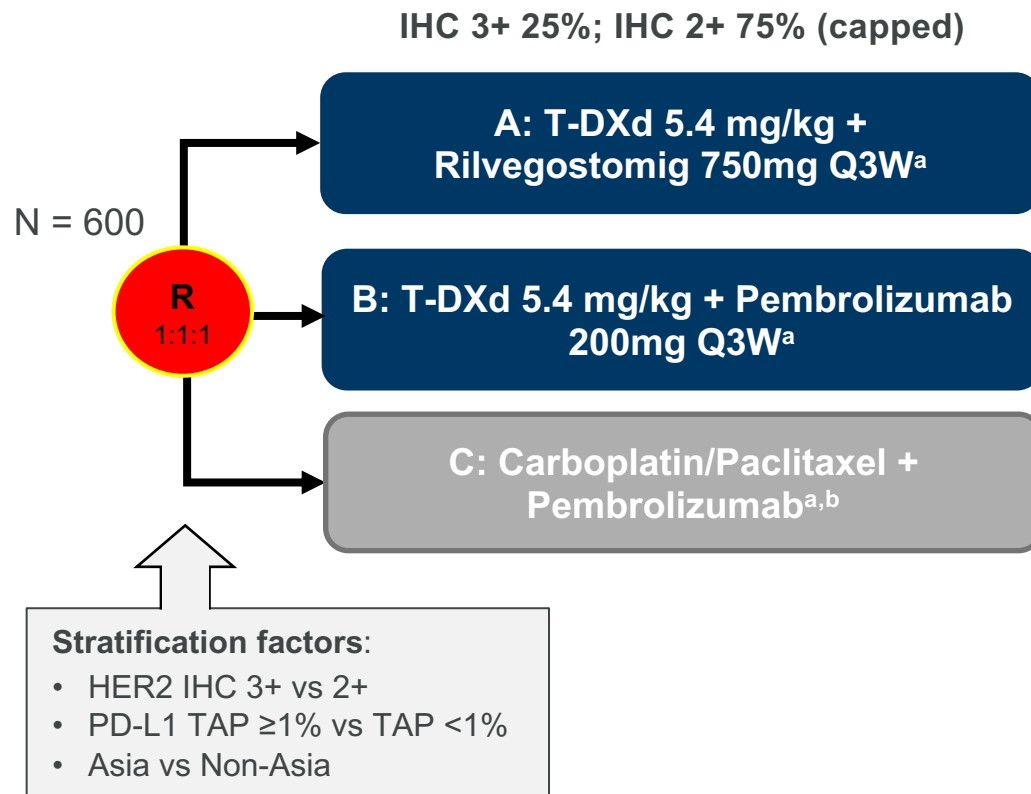 IHC 3+ 25%; IHC 2+ 75% (capped)
A: T-DXd 5.4 mg/kg +
Rilvegostomig 750mg Q3Wᵃ
N = 600
R
1:1:1
B: T-DXd 5.4 mg/kg + Pembrolizumab
200mg Q3Wᵃ
C: Carboplatin/Paclitaxel +
Pembrolizumabᵃ,ᵇ
Stratification factors:
• HER2 IHC 3+ vs 2+
• PD-L1 TAP ≥1% vs TAP <1%
• Asia vs Non-Asia